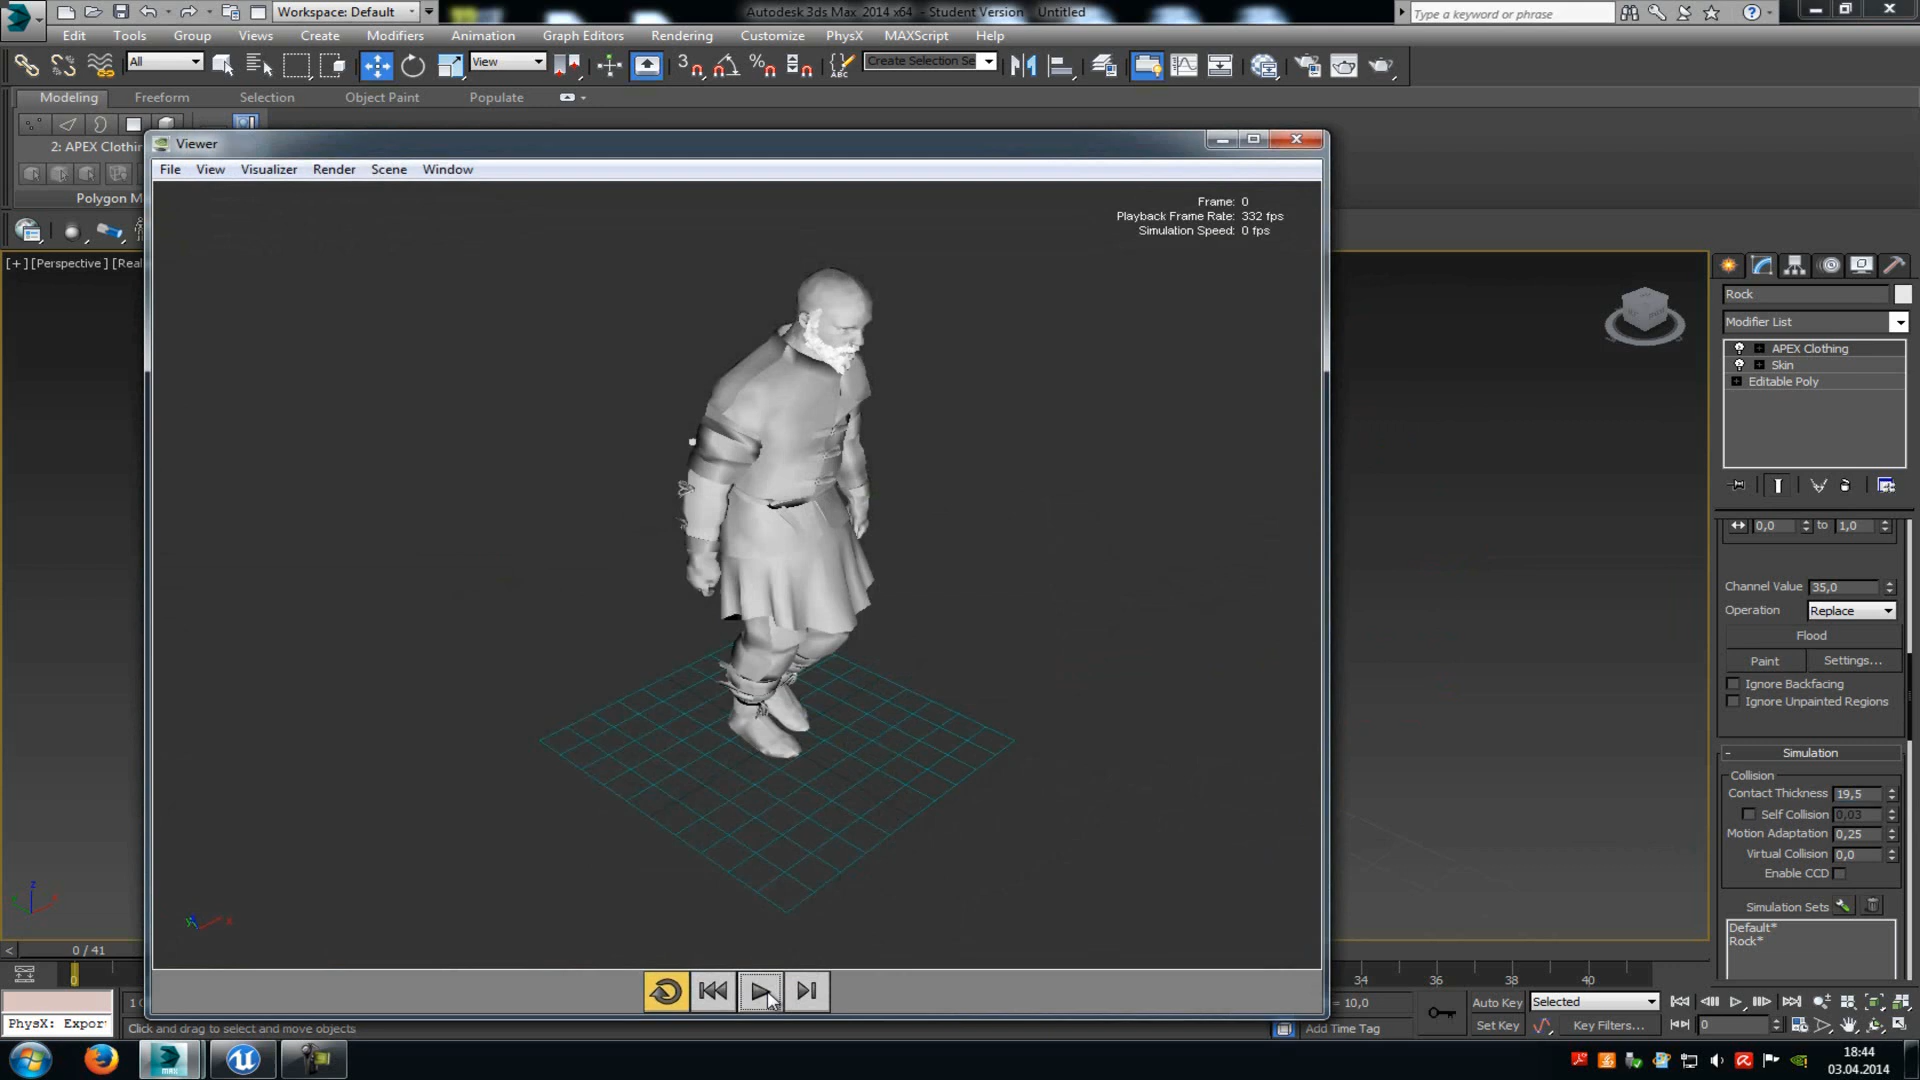 Workspace: Default
Autodesk 3ds Max 2014 x64 - Student Version Untitled
Type a keyword or phrase
MAX
Edit Tools Group Views Create Modifiers Animation Graph Editors Rendering Customize PhysX MAXScript Help
All
View
3
ABC
Create Selection Se
Modeling Freeform Selection Object Paint Populate
2: APEX Clothin
Polygon M
Viewer
File View Visualizer Render Scene Window
Frame: 0
Playback Frame Rate: 332 fps
Simulation Speed: 0 fps
[+] [Perspective ] [Real
Rock
Modifier List
APEX Clothing
Skin
Editable Poly
0,0 to 1,0
Channel Value 35,0
Operation Replace
Flood
Paint Settings...
Ignore Backfacing
Ignore Unpainted Regions
Simulation
Collision
Contact Thickness 19,5
Self Collision 0,03
Motion Adaptation 0,25
Virtual Collision 0,0
Enable CCD
Simulation Sets
Default*
Rock*
0 / 41
0
34 36 38 40
= 10,0
Auto Key Selected
PhysX: Expor
Click and drag to select and move objects
Add Time Tag
Set Key Key Filters... 0
18:44
03.04.2014